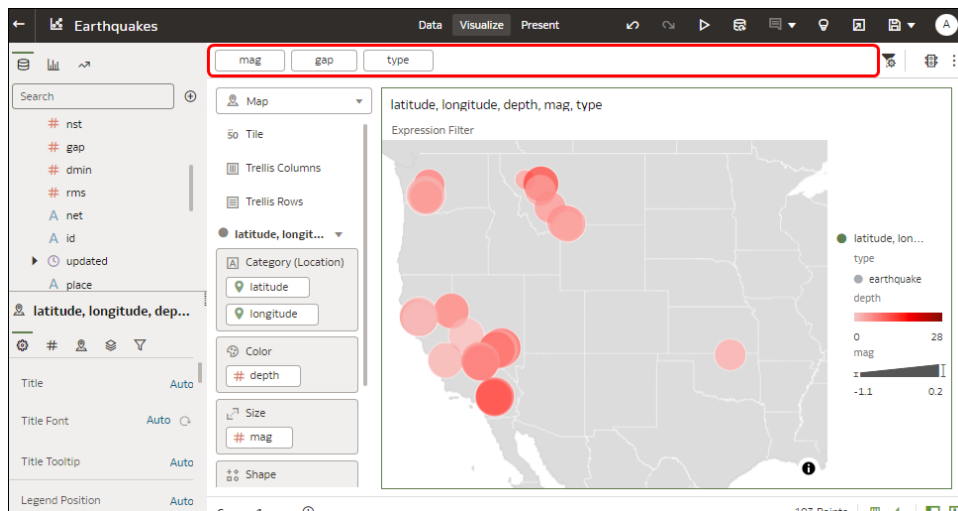 Earthquakes
Data Visualize Present
A
mag gap type
Search
# nst
# gap
# dmin
# rms
A net
A id
updated
A place
latitude, longitude, dep...
Title Auto
Title Font Auto
Title Tooltip Auto
Legend Position Auto
Map
Tile
Trellis Columns
Trellis Rows
latitude, longit...
A Category (Location)
latitude
longitude
Color
# depth
Size
# mag
Shape
latitude, longitude, depth, mag, type
Expression Filter
latitude, lon...
type
earthquake
depth
0 28
mag
-1.1 0.2